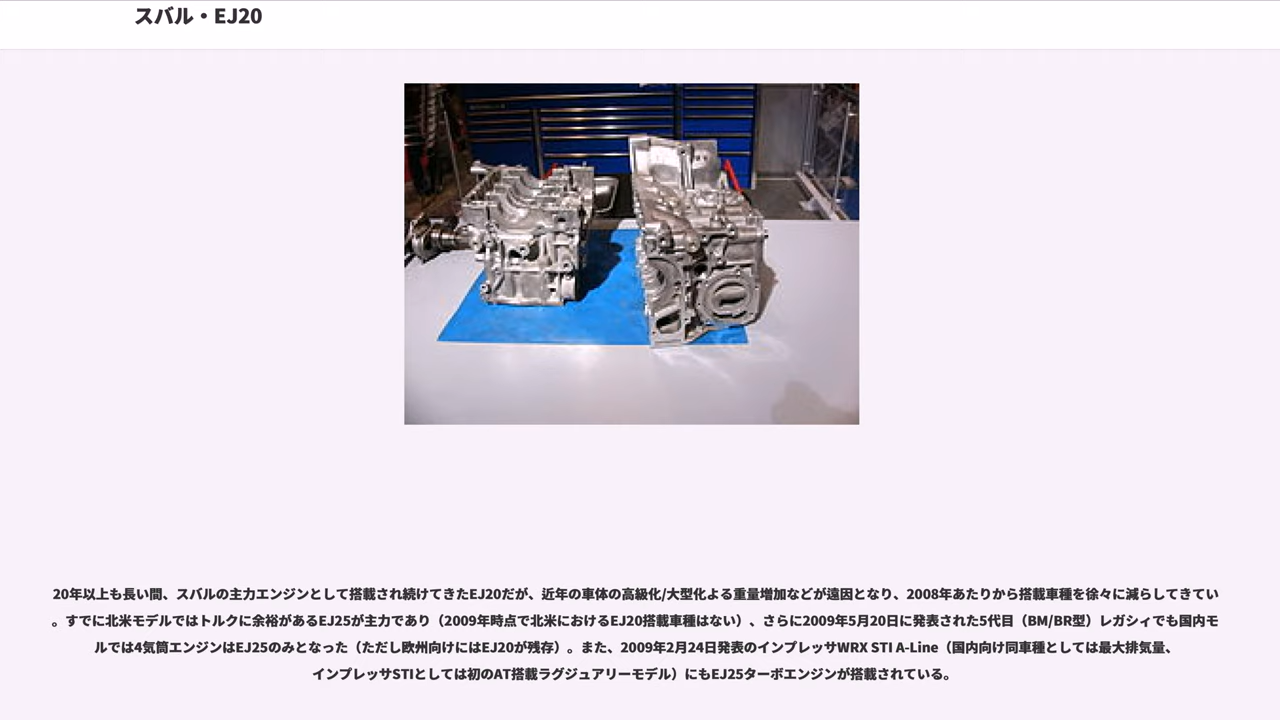 スバル・EJ20
20年以上も長い間、スバルの主力エンジンとして搭載され続けてきたEJ20だが、近年の車体の高級化/大型化よる重量増加などが遠因となり、2008年あたりから搭載車種を徐々に減らしてきてい
。すでに北米モデルではトルクに余裕があるEJ25が主力であり（2009年時点で北米におけるEJ20搭載車種はない）、さらに2009年5月20日に発表された5代目（BM/BR型）レガシィでも国内モ
ルでは4気筒エンジンはEJ25のみとなった（ただし欧州向けにはEJ20が残存）。また、2009年2月24日発表のインプレッサWRX STI A-Line（国内向け同車種としては最大排気量、
インプレッサSTIとしては初のAT搭載ラグジュアリーモデル）にもEJ25ターボエンジンが搭載されている。